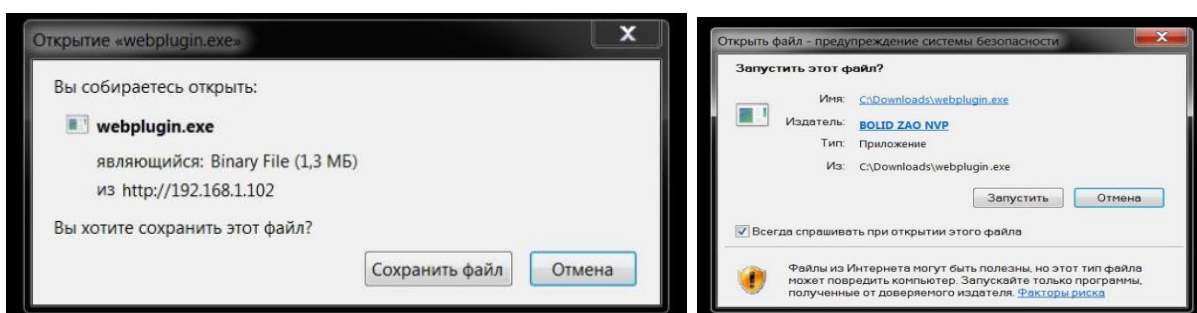 Открытие «webplugin.exe»
X
Вы собираетесь открыть:
webplugin.exe
являющийся: Binary File (1,3 МБ)
из http://192.168.1.102
Вы хотите сохранить этот файл?
Сохранить файл
Отмена
Открыть файл - предупреждение системы безопасности
X
Запустить этот файл?
Имя: C:\Downloads\webplugin.exe
Издатель: BOLID ZAO NVP
Тип: Приложение
Из: C:\Downloads\webplugin.exe
Запустить
Отмена
Всегда спрашивать при открытии этого файла
Файлы из Интернета могут быть полезны, но этот тип файла
может повредить компьютер. Запускайте только программы,
полученные от доверяемого издателя. Факторы риска